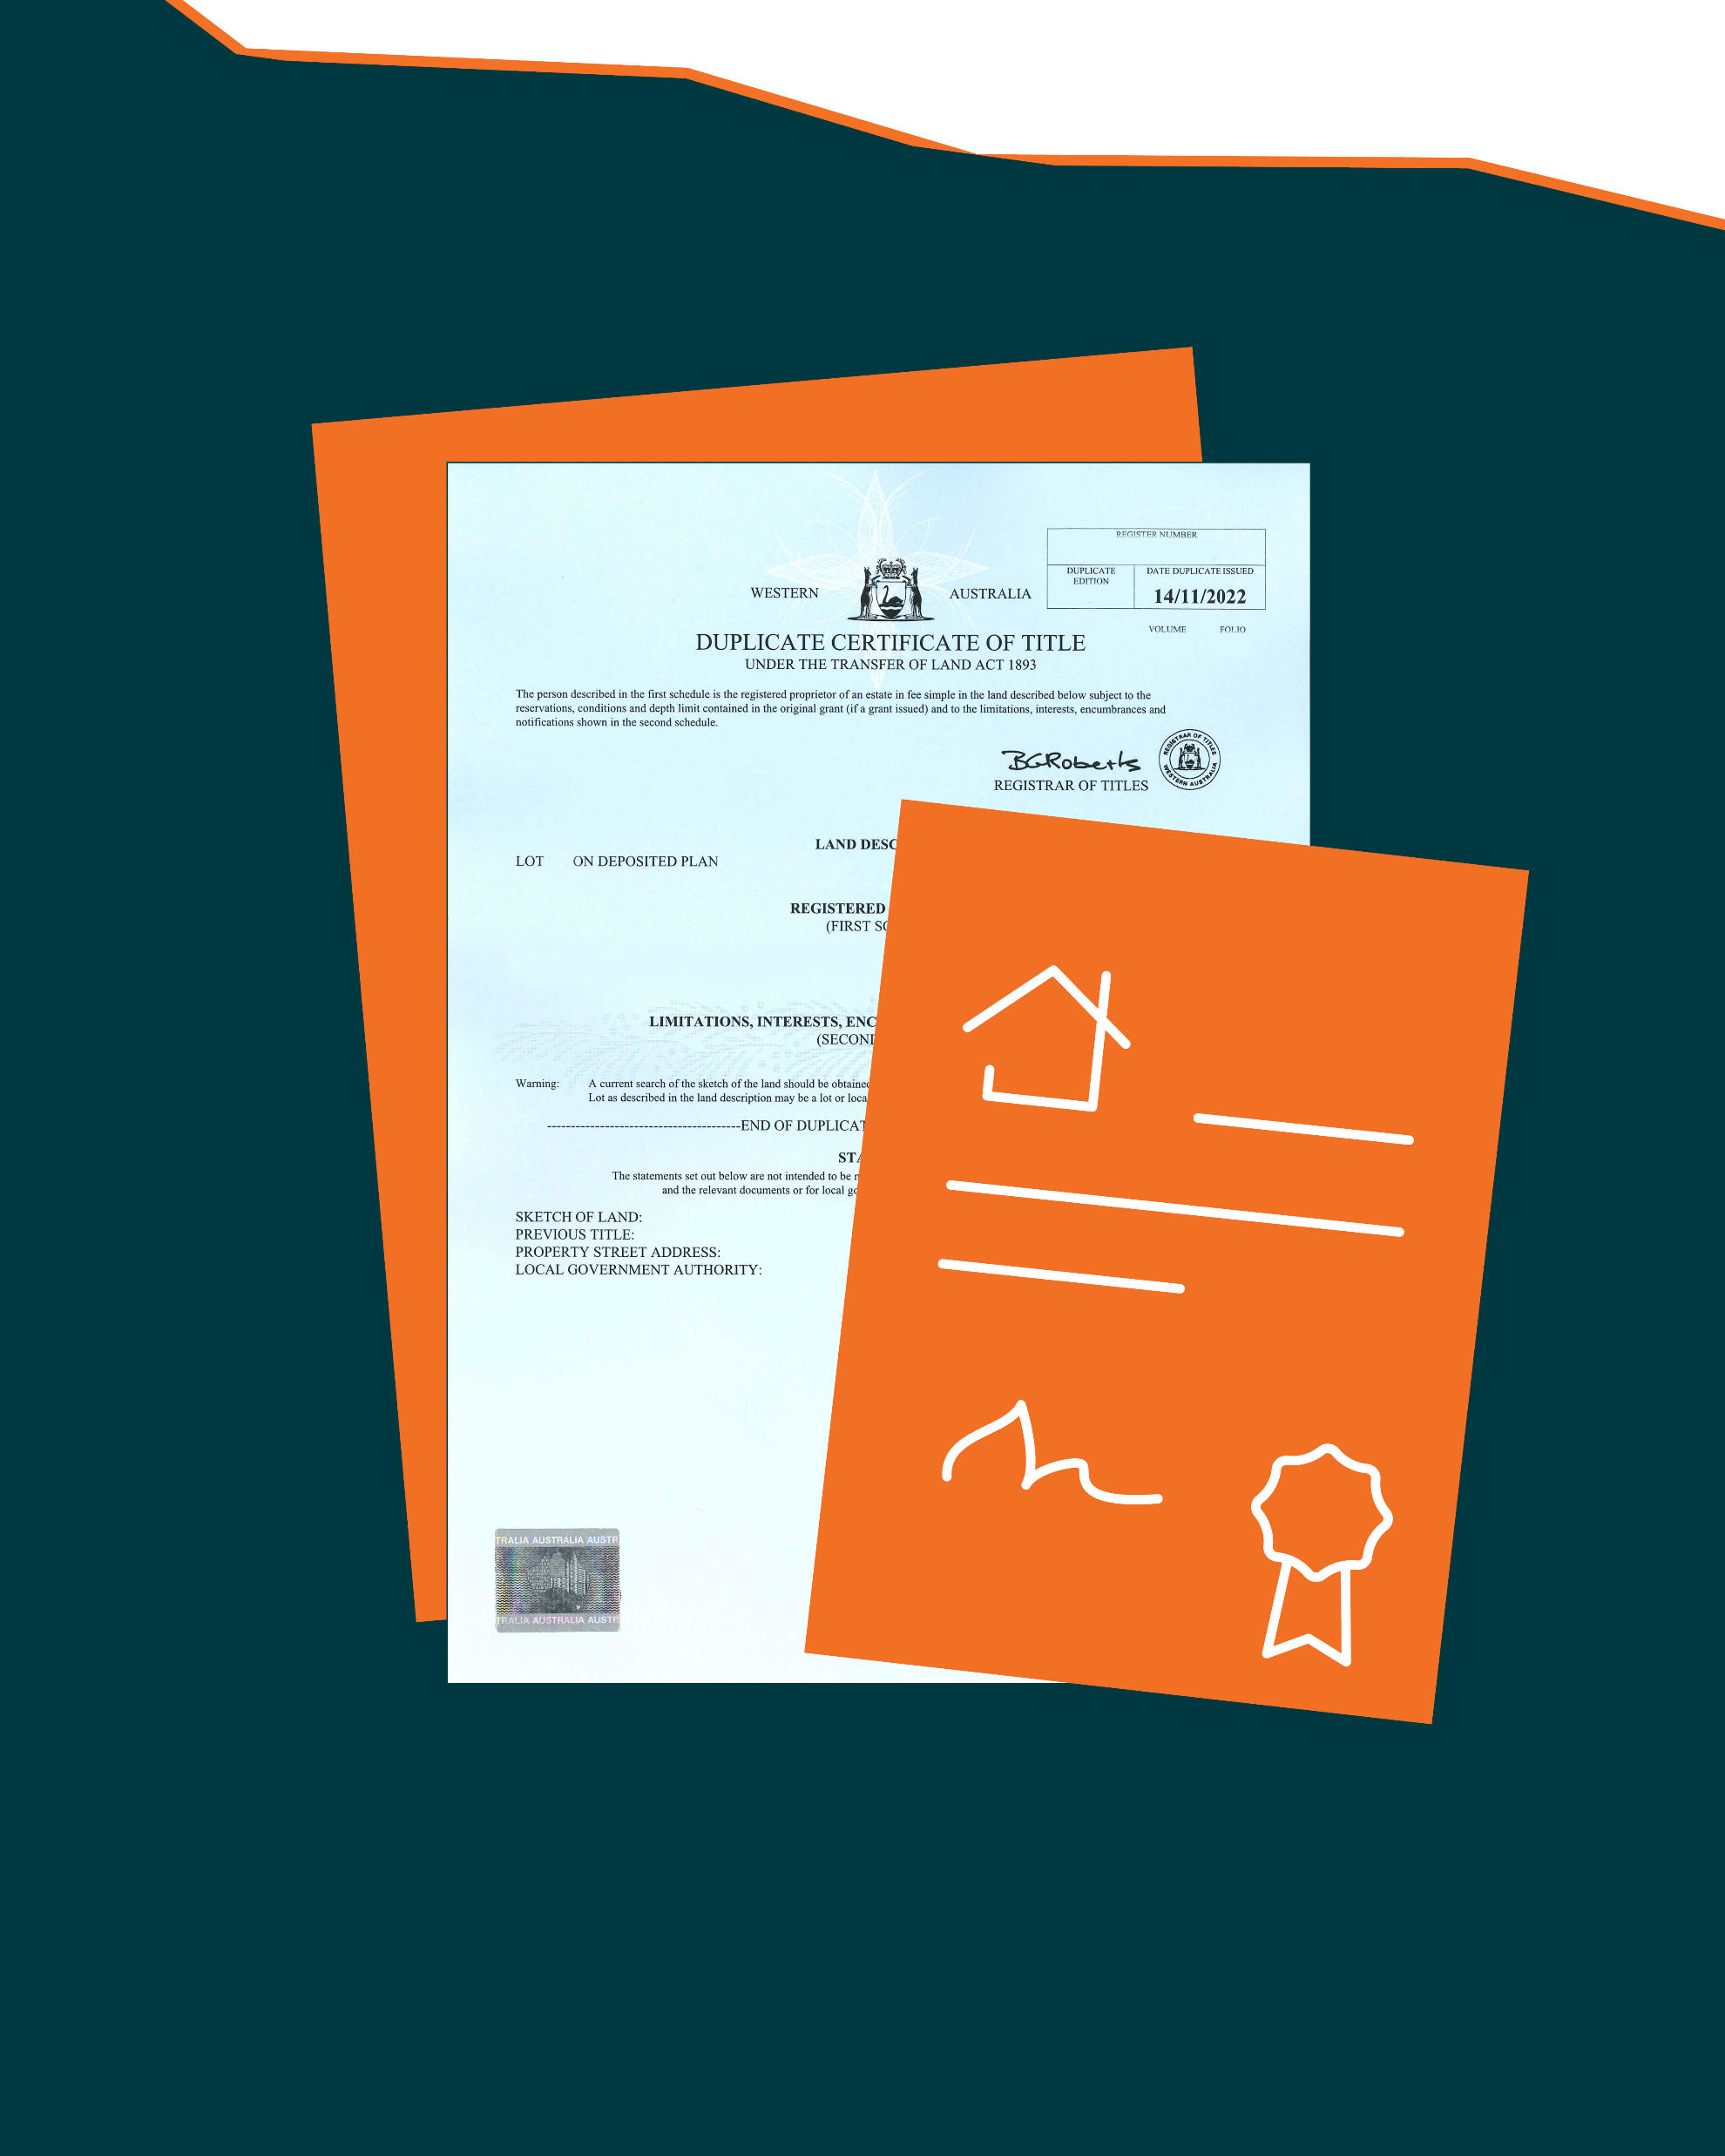 REGISTER NUMBER
DUPLICATE EDITION
DATE DUPLICATE ISSUED
14/11/2022
VOLUME FOLIO
WESTERN AUSTRALIA
DUPLICATE CERTIFICATE OF TITLE
UNDER THE TRANSFER OF LAND ACT 1893
The person described in the first schedule is the registered proprietor of an estate in fee simple in the land described below subject to the
reservations, conditions and depth limit contained in the original grant (if a grant issued) and to the limitations, interests, encumbrances and
notifications shown in the second schedule.
BGRoberts
REGISTRAR OF TITLES
REGISTRAR OF TITLES
WESTERN AUSTRALIA
LAND DESC
LOT ON DEPOSITED PLAN
REGISTERED
(FIRST SC
LIMITATIONS, INTERESTS, ENC
(SECOND
Warning: A current search of the sketch of the land should be obtained
Lot as described in the land description may be a lot or loca
----------------------------------------END OF DUPLICAT
STA
The statements set out below are not intended to be n
and the relevant documents or for local go
SKETCH OF LAND:
PREVIOUS TITLE:
PROPERTY STREET ADDRESS:
LOCAL GOVERNMENT AUTHORITY:
TRALIA AUSTRALIA AUSTR
TRALIA AUSTRALIA AUSTR